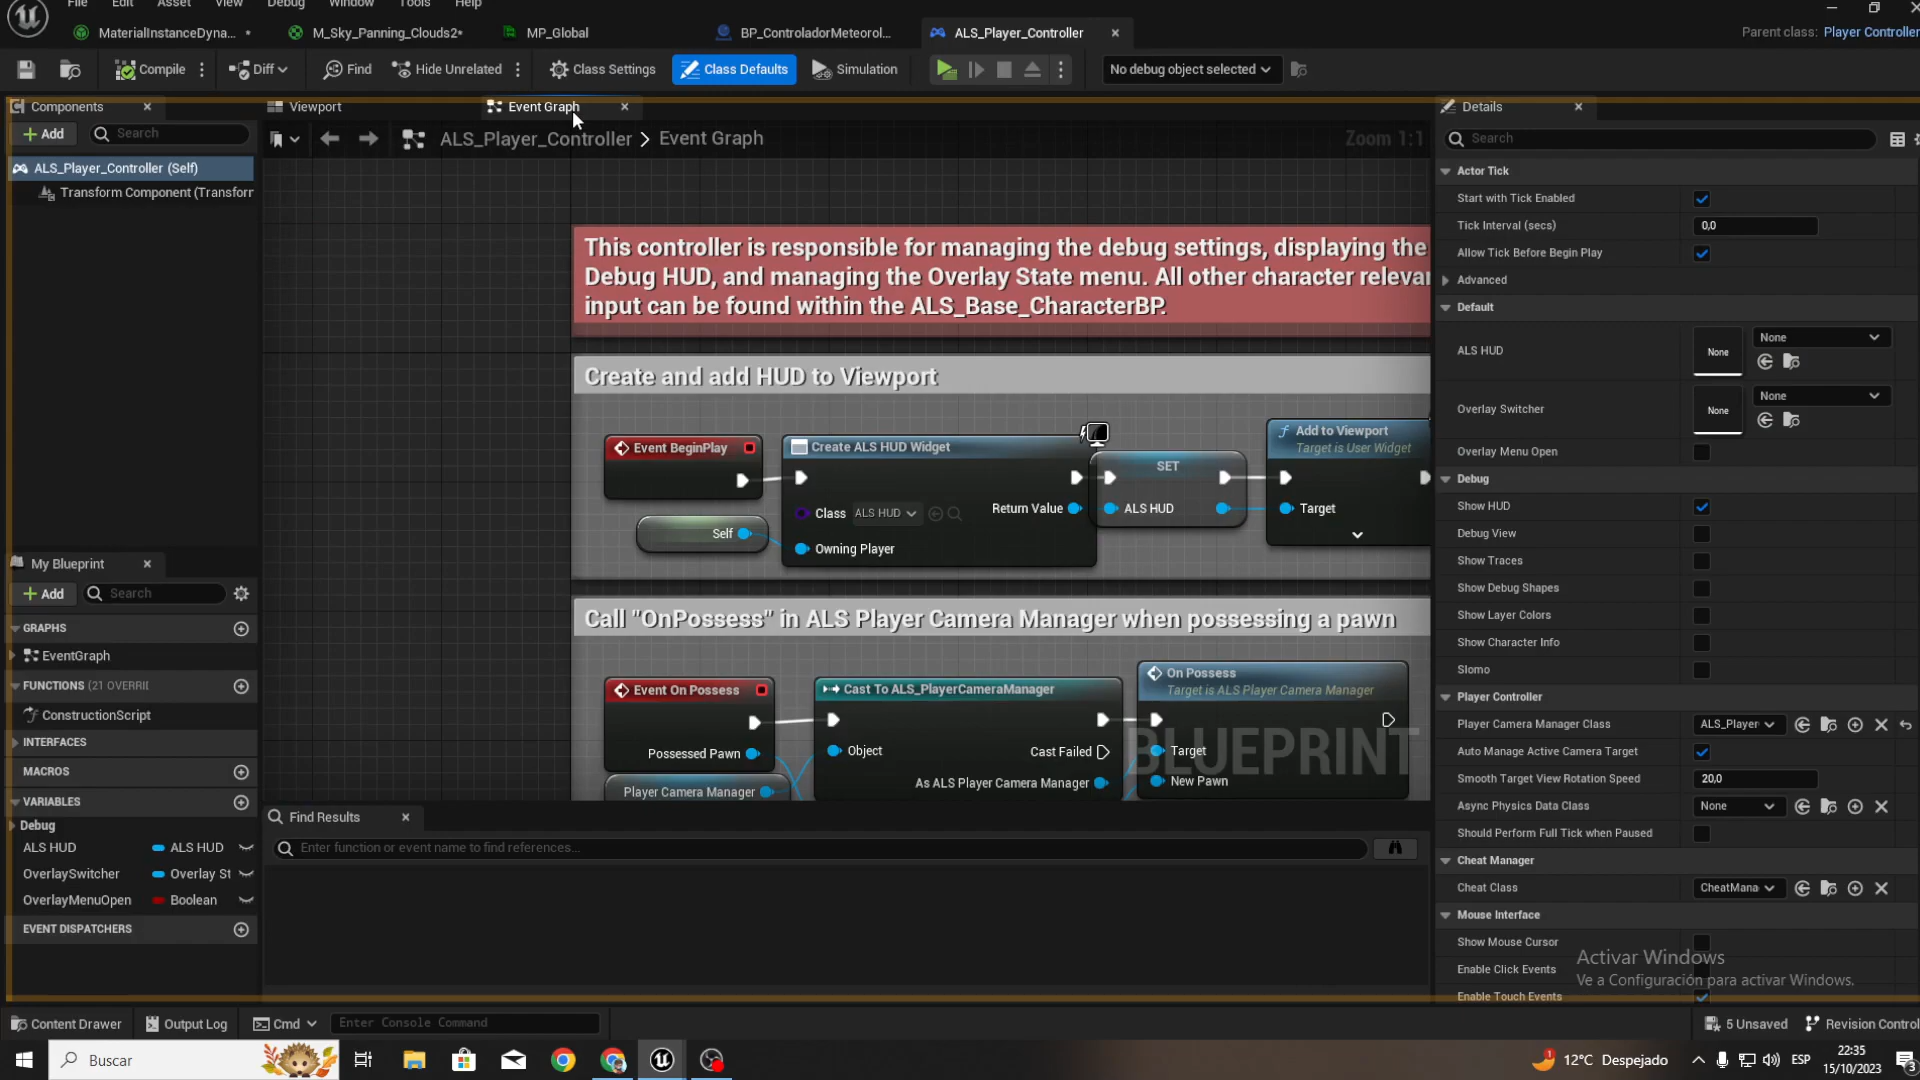 File Edit Asset View Debug Window Tools Help
MaterialInstanceDyna... • M_Sky_Panning_Clouds2* MP_Global BP_ControladorMeteorol... ALS_Player_Controller
Parent class: Player Controller
Compile Diff Find Hide Unrelated Class Settings Class Defaults Simulation No debug object selected
Components
Add Search
ALS_Player_Controller (Self)
Transform Component (Transforr
My Blueprint
Add Search
GRAPHS
EventGraph
FUNCTIONS (21 OVERRI
ConstructionScript
INTERFACES
MACROS
VARIABLES
Debug
ALS HUD ALS HUD
OverlaySwitcher Overlay St
OverlayMenuOpen Boolean
EVENT DISPATCHERS
Viewport Event Graph
ALS_Player_Controller > Event Graph Zoom 1:1
This controller is responsible for managing the debug settings, displaying the
Debug HUD, and managing the Overlay State menu. All other character relevan
input can be found within the ALS_Base_CharacterBP.
Create and add HUD to Viewport
Event BeginPlay
Self
Create ALS HUD Widget
Class ALS HUD
Return Value
Owning Player
SET
ALS HUD
Add to Viewport
Target is User Widget
Target
Call "OnPossess" in ALS Player Camera Manager when possessing a pawn
Event On Possess
Possessed Pawn
Player Camera Manager
Cast To ALS_PlayerCameraManager
Object
Cast Failed
As ALS Player Camera Manager
On Possess
Target is ALS Player Camera Manager
Target
New Pawn
BLUEPRINT
Find Results
Enter function or event name to find references...
Details
Search
Actor Tick
Start with Tick Enabled
Tick Interval (secs) 0,0
Allow Tick Before Begin Play
Advanced
Default
ALS HUD None None
Overlay Switcher None None
Overlay Menu Open
Debug
Show HUD
Debug View
Show Traces
Show Debug Shapes
Show Layer Colors
Show Character Info
Slomo
Player Controller
Player Camera Manager Class ALS_Player
Auto Manage Active Camera Target
Smooth Target View Rotation Speed 20,0
Async Physics Data Class None
Should Perform Full Tick when Paused
Cheat Manager
Cheat Class CheatMana
Mouse Interface
Show Mouse Cursor
Enable Click Events
Enable Touch Events
Activar Windows
Ve a Configuración para activar Windows.
Content Drawer Output Log Cmd Enter Console Command 5 Unsaved Revision Control
Buscar 1 12°C Despejado ESP 22:35
15/10/2023 3